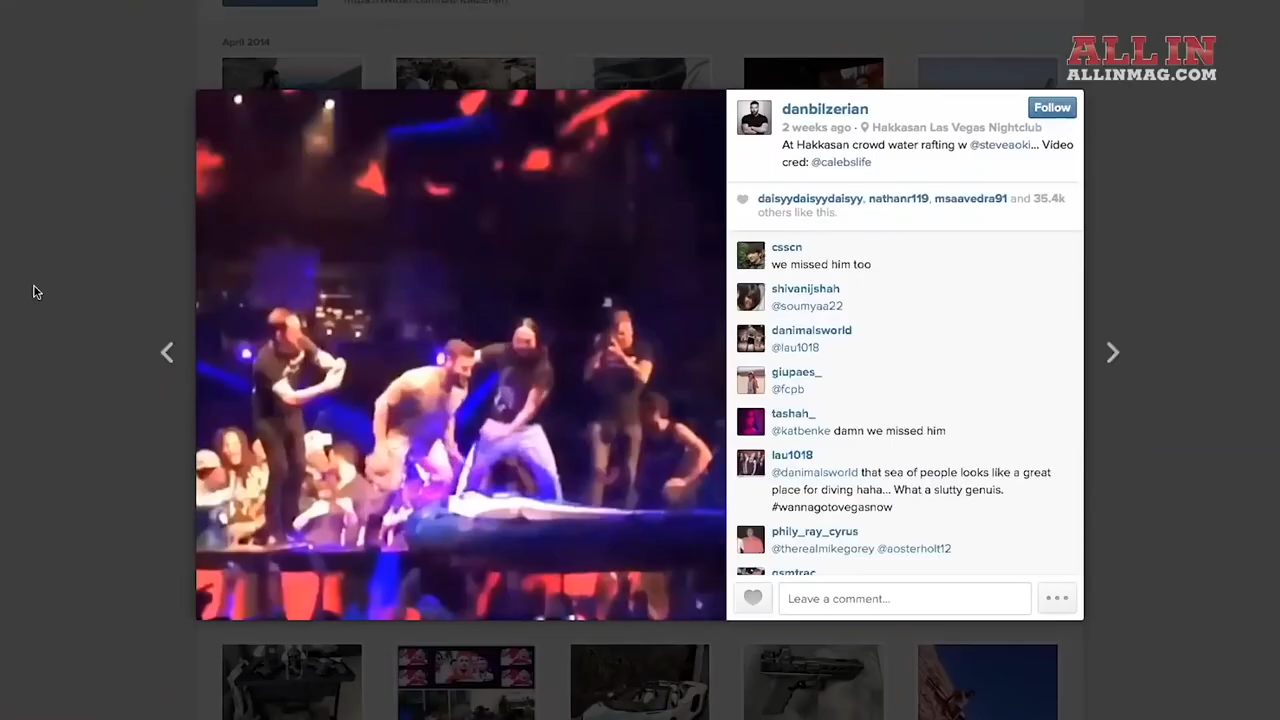 April 2014
ALL IN
ALLINMAG.COM
danbilzerian
Follow
2 weeks ago · Hakkasan Las Vegas Nightclub
At Hakkasan crowd water rafting w @steveaoki... Video
cred: @calebslife
daisyydaisyydaisyy, nathanr119, msaavedra91 and 35.4k
others like this.
csscn
we missed him too
shivanijshah
@soumyaa22
danimalsworld
@lau1018
giupaes_
@fcpb
tashah_
@katbenke damn we missed him
lau1018
@danimalsworld that sea of people looks like a great
place for diving haha... What a slutty genuis.
#wannagotovegasnow
phily_ray_cyrus
@therealmikegorey @aosterholt12
gsmtrac
Leave a comment...